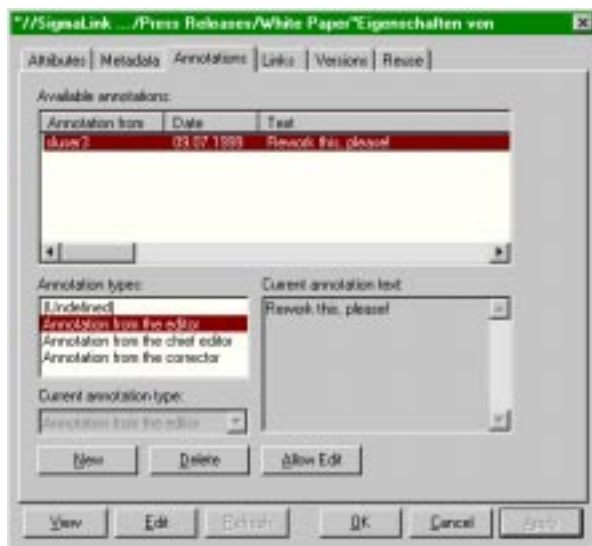 "//SigmaLink .../Press Releases/White Paper"Eigenschaften von
Attributes Metadata Annotations Links Versions Reuse
Available annotations:
Annotation from Date Text
sluser3 09.07.1999 Rework this, please!
Annotation types:
(Undefined)
Annotation from the editor
Annotation from the chief editor
Annotation from the corrector
Current annotation text
Rework this, please!
Current annotation type:
Annotation from the editor
New Delete Allow Edit
View Edit Refresh OK Cancel Apply